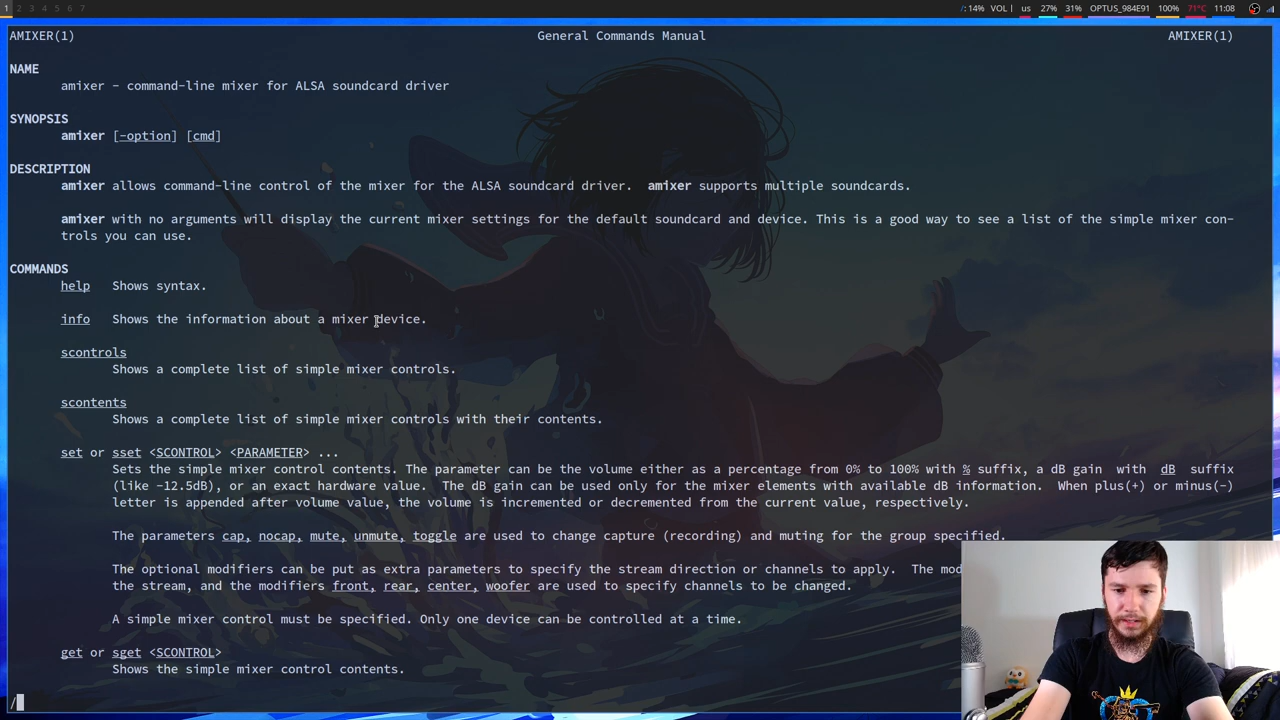 1 2 3 4 5 6 7 /: 14% VOL | us 27% 31% OPTUS_984E91 100% 71°C 11:08
AMIXER(1) General Commands Manual AMIXER(1)
NAME
amixer - command-line mixer for ALSA soundcard driver
SYNOPSIS
amixer [-option] [cmd]
DESCRIPTION
amixer allows command-line control of the mixer for the ALSA soundcard driver. amixer supports multiple soundcards.
amixer with no arguments will display the current mixer settings for the default soundcard and device. This is a good way to see a list of the simple mixer con-
trols you can use.
COMMANDS
help Shows syntax.
info Shows the information about a mixer device.
scontrols
Shows a complete list of simple mixer controls.
scontents
Shows a complete list of simple mixer controls with their contents.
set or sset <SCONTROL> <PARAMETER> ...
Sets the simple mixer control contents. The parameter can be the volume either as a percentage from 0% to 100% with % suffix, a dB gain with dB suffix
(like -12.5dB), or an exact hardware value. The dB gain can be used only for the mixer elements with available dB information. When plus(+) or minus(-)
letter is appended after volume value, the volume is incremented or decremented from the current value, respectively.
The parameters cap, nocap, mute, unmute, toggle are used to change capture (recording) and muting for the group specified.
The optional modifiers can be put as extra parameters to specify the stream direction or channels to apply. The mod
the stream, and the modifiers front, rear, center, woofer are used to specify channels to be changed.
A simple mixer control must be specified. Only one device can be controlled at a time.
get or sget <SCONTROL>
Shows the simple mixer control contents.
/